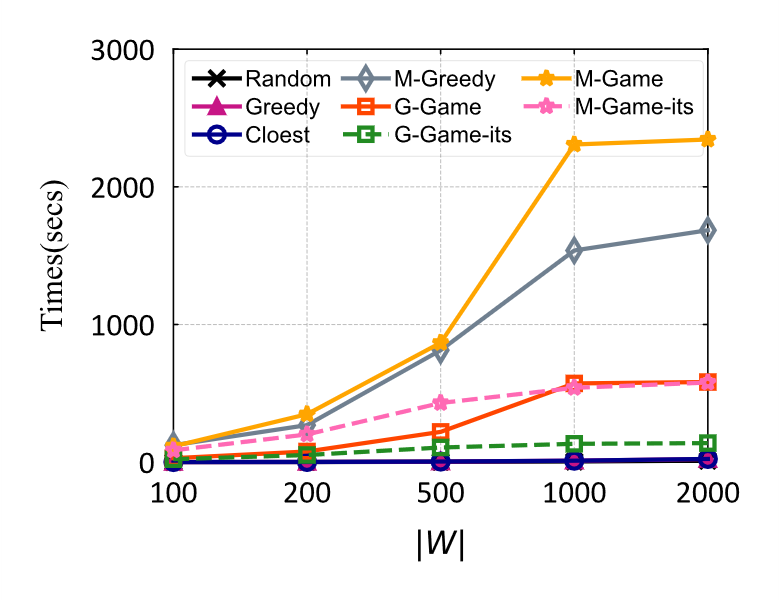 3000
Random M-Greedy M-Game
Greedy G-Game M-Game-its
Cloest G-Game-its
2000
Times(secs)
1000
0
100 200 500 1000 2000
|W|